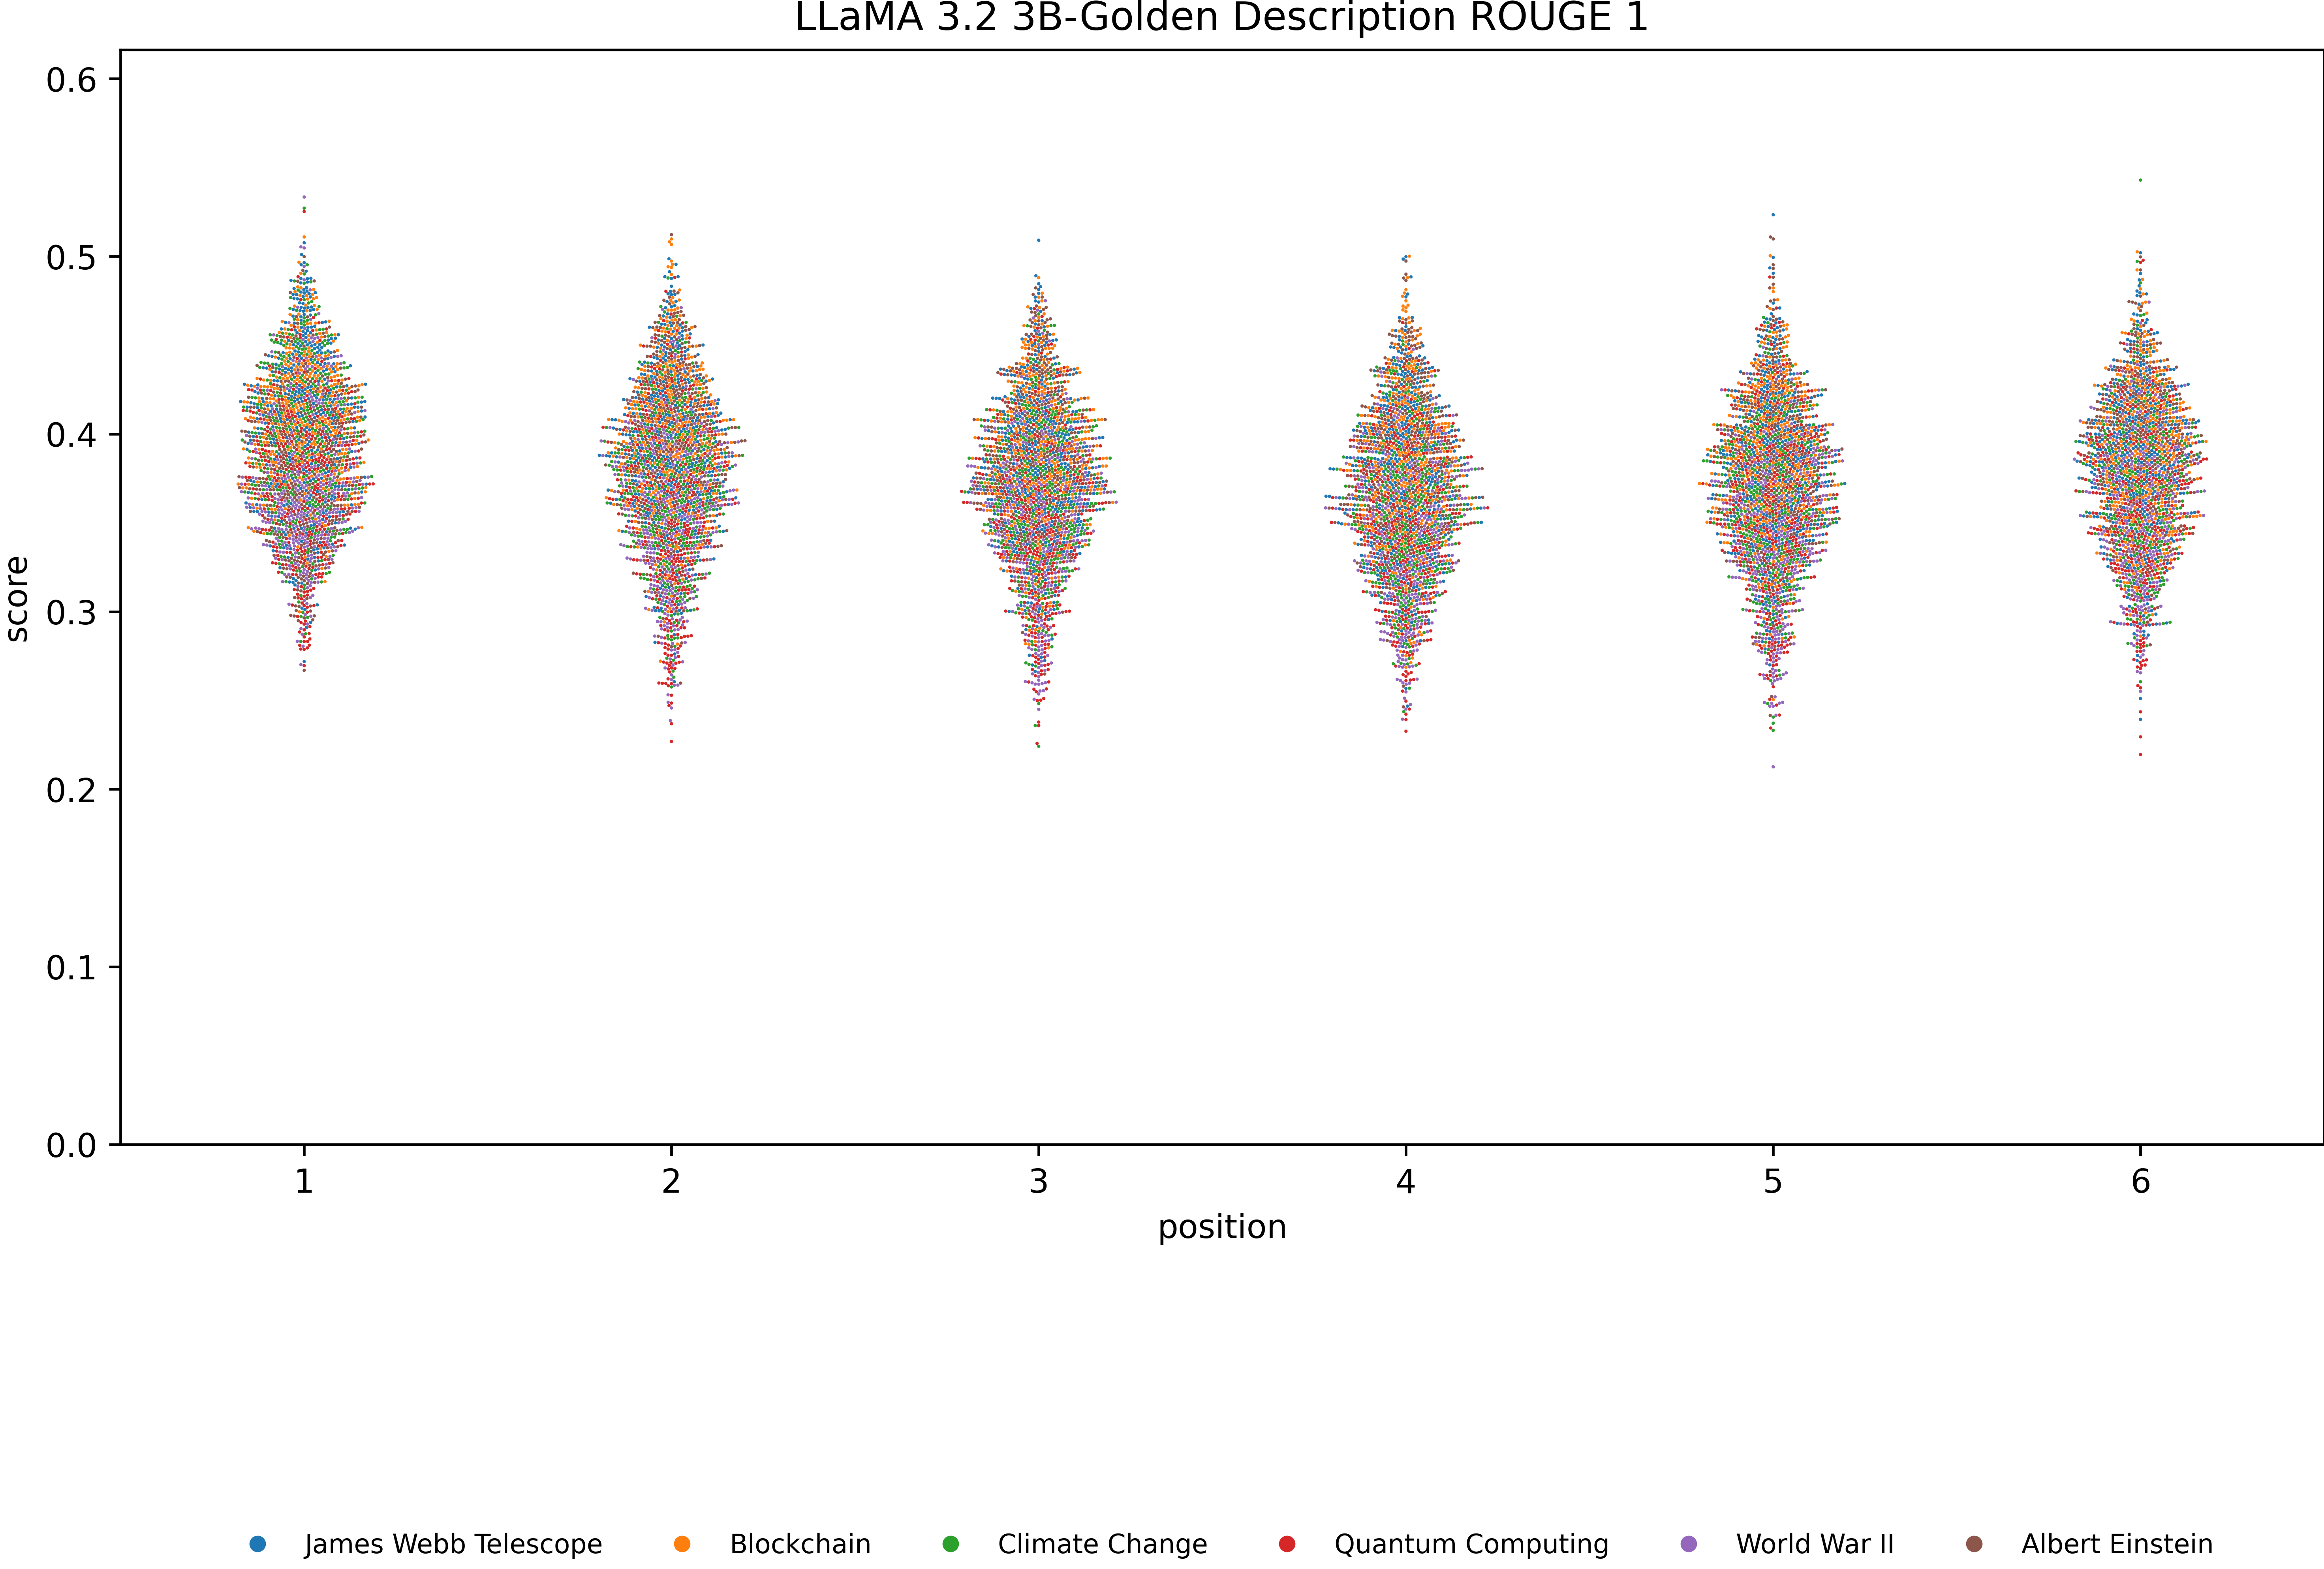 LLaMA 3.2 3B-Golden Description ROUGE 1
0.6
0.5
0.4
0.3
0.2
0.1
0.0
score
1 2 3 4 5 6
position
James Webb Telescope Blockchain Climate Change Quantum Computing World War II Albert Einstein